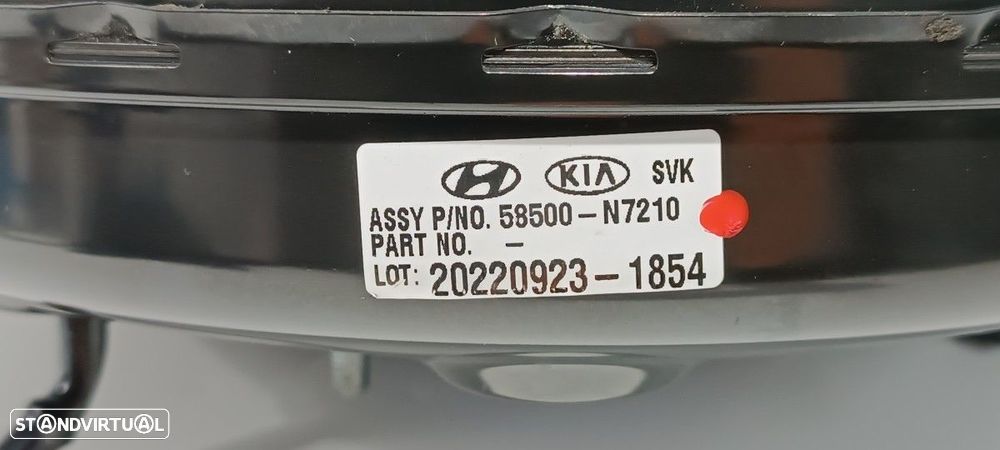 KIA SVK
ASSY P/NO. 58500-N7210
PART NO. -
LOT: 20220923-1854
STANDVIRTUAL